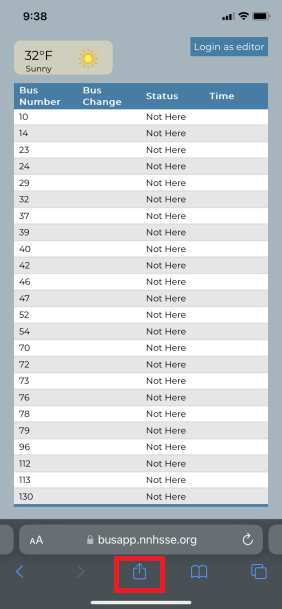 9:38
32°F
Sunny
Login as editor
Bus Number Bus Change Status Time
10 Not Here
14 Not Here
23 Not Here
24 Not Here
29 Not Here
32 Not Here
37 Not Here
39 Not Here
40 Not Here
42 Not Here
46 Not Here
47 Not Here
52 Not Here
54 Not Here
70 Not Here
72 Not Here
73 Not Here
76 Not Here
78 Not Here
79 Not Here
96 Not Here
112 Not Here
113 Not Here
130 Not Here
AA busapp.nnhsse.org